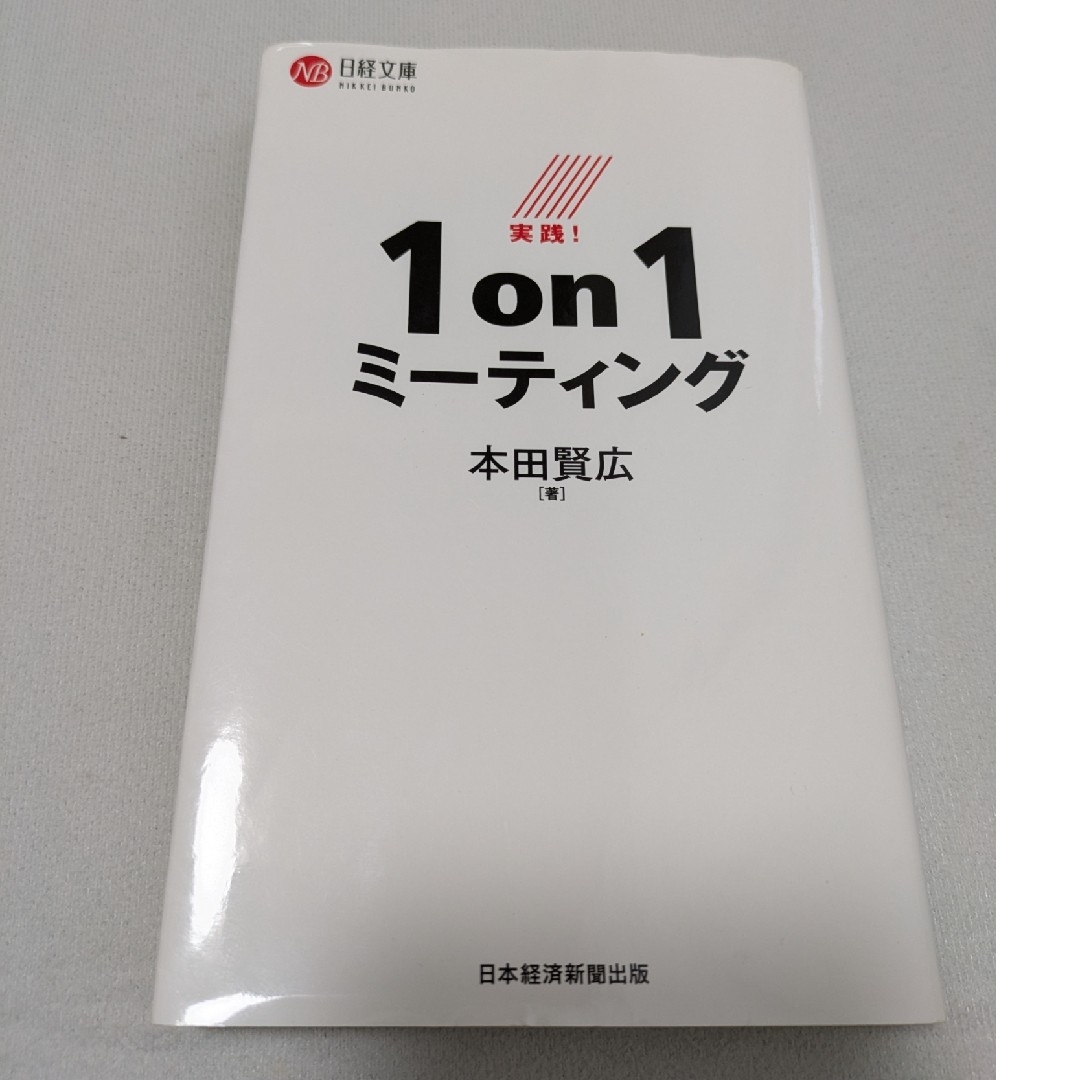 NB 日経文庫
NIKKEI BUNKO
実践!
1on1
ミーティング
本田賢広
[著]
日本経済新聞出版